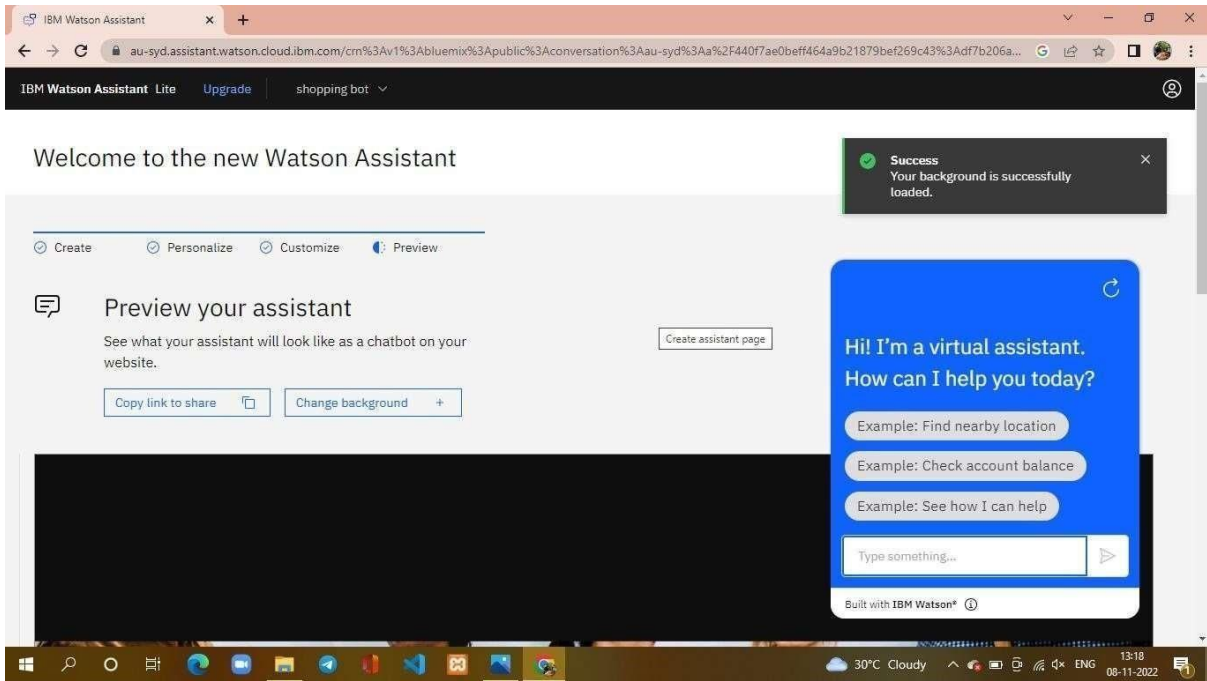 IBM Watson Assistant
au-syd.assistant.watson.cloud.ibm.com/crn%3Av1%3Abluemix%3Apublic%3Aconversation%3Aau-syd%3Aa%2F440f7ae0beff464a9b21879bef269c43%3Adf7b206a...
IBM Watson Assistant Lite Upgrade shopping bot
Welcome to the new Watson Assistant
Success
Your background is successfully
loaded.
Create Personalize Customize Preview
Preview your assistant
See what your assistant will look like as a chatbot on your
website.
Copy link to share Change background +
Create assistant page
Hi! I'm a virtual assistant.
How can I help you today?
Example: Find nearby location
Example: Check account balance
Example: See how I can help
Type something...
Built with IBM Watson®
30°C Cloudy ENG 13:18
08-11-2022